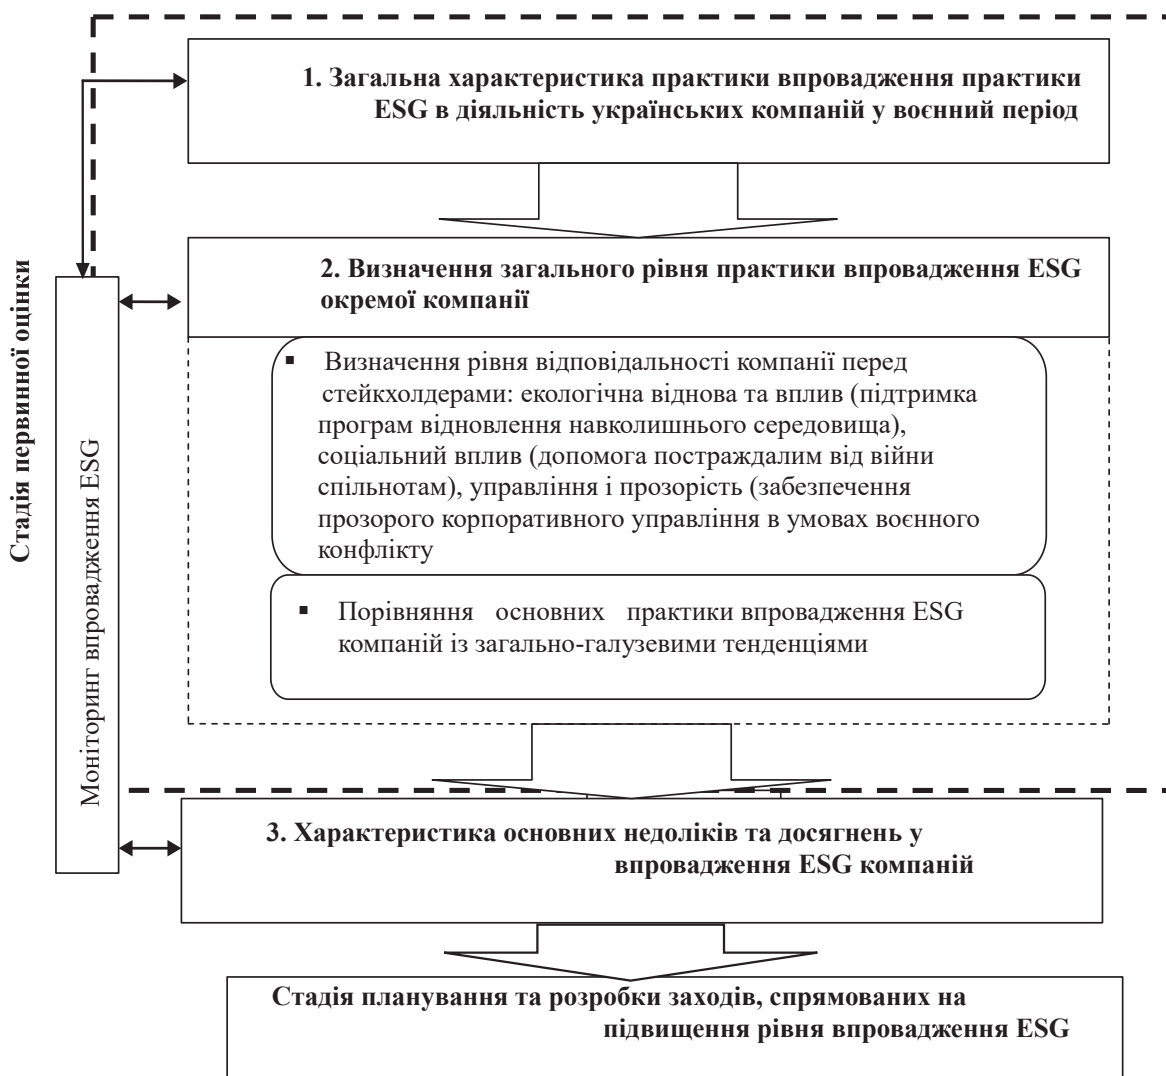 1. Загальна характеристика практики впровадження практики
ESG в діяльність українських компаній у воєнний період
2. Визначення загального рівня практики впровадження ESG
окремої компанії
▪ Визначення рівня відповідальності компанії перед
стейкхолдерами: екологічна віднова та вплив (підтримка
програм відновлення навколишнього середовища),
соціальний вплив (допомога постраждалим від війни
спільнотам), управління і прозорість (забезпечення
прозорого корпоративного управління в умовах воєнного
конфлікту
▪ Порівняння основних практики впровадження ESG
компаній із загально-галузевими тенденціями
Стадія первинної оцінки
Моніторинг впровадження ESG
3. Характеристика основних недоліків та досягнень у
впровадження ESG компаній
Стадія планування та розробки заходів, спрямованих на
підвищення рівня впровадження ESG